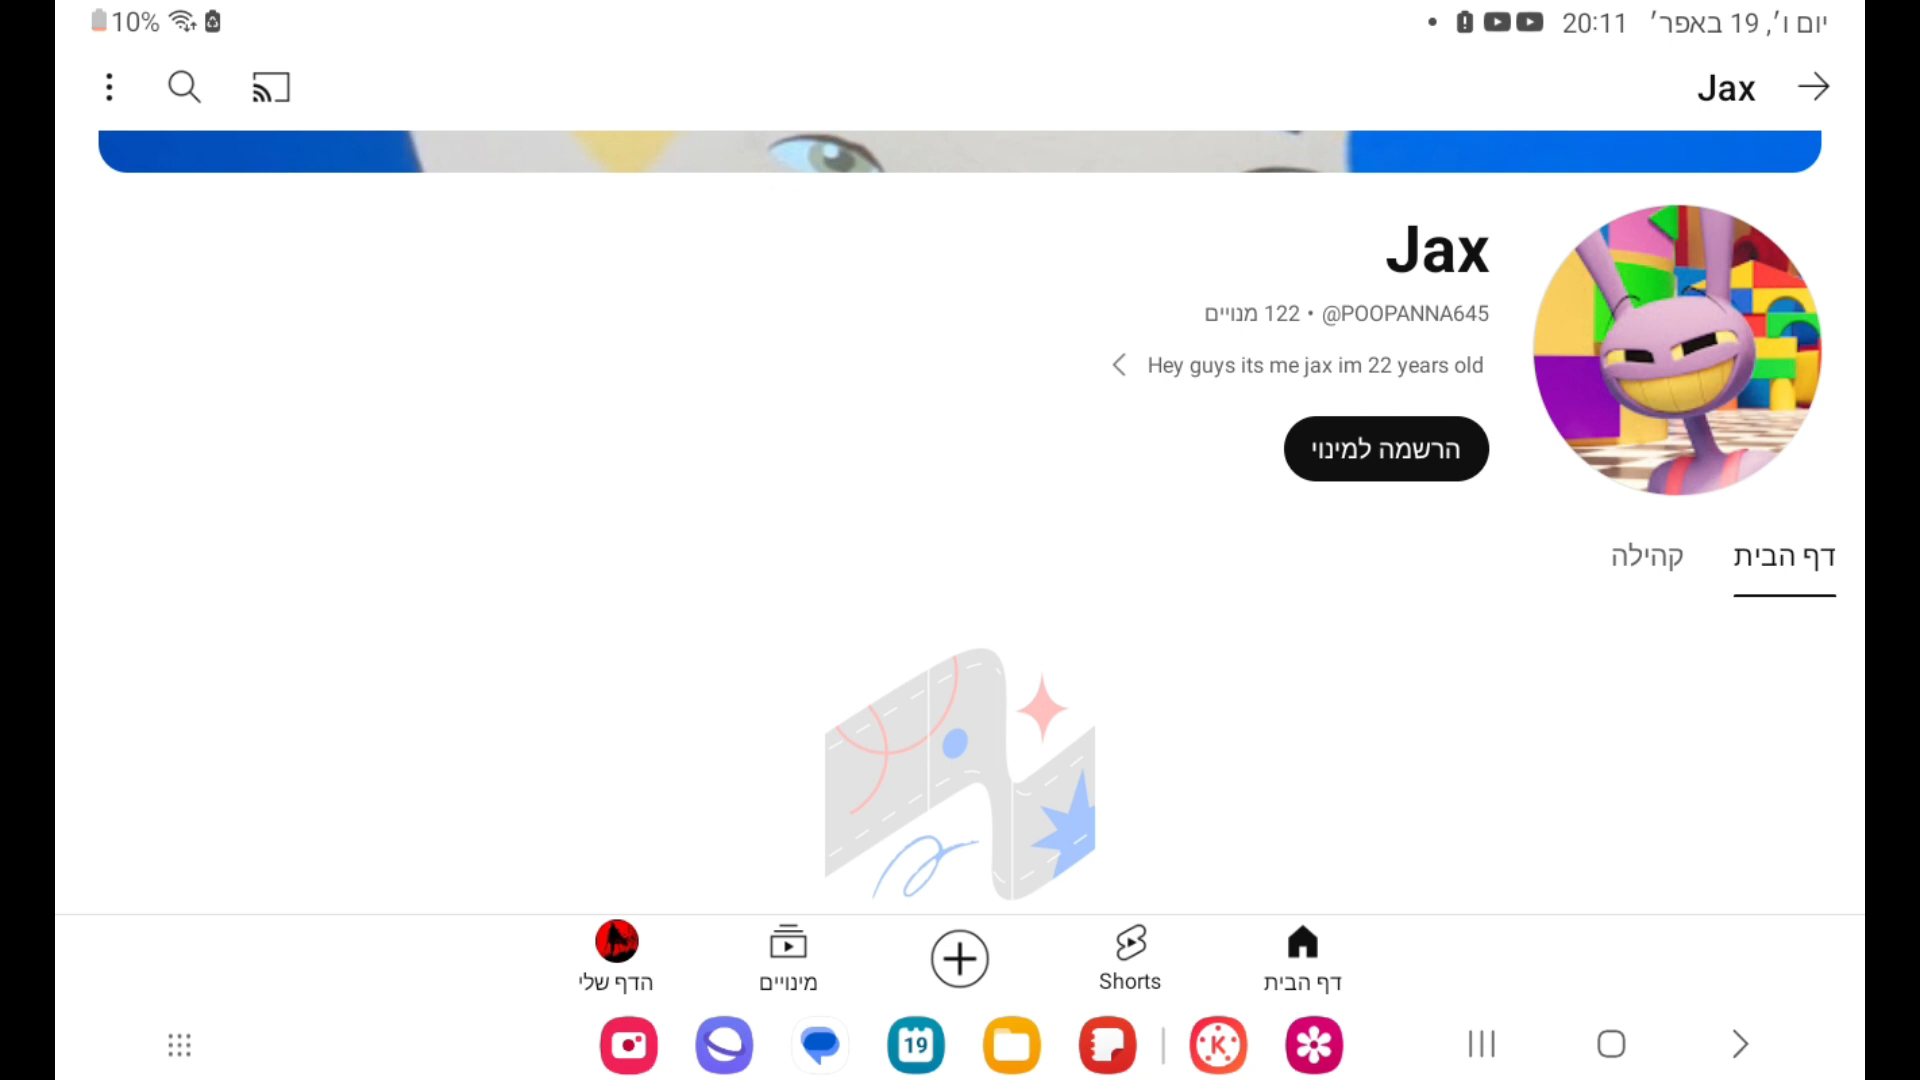 יום ו׳, 19 באפר׳ 20:11
10%
Jax
Jax
@POOPANNA645 • 122 מנויים
Hey guys its me jax im 22 years old
הרשמה למינוי
דף הבית קהילה
דף הבית Shorts מינויים הדף שלי
19 K